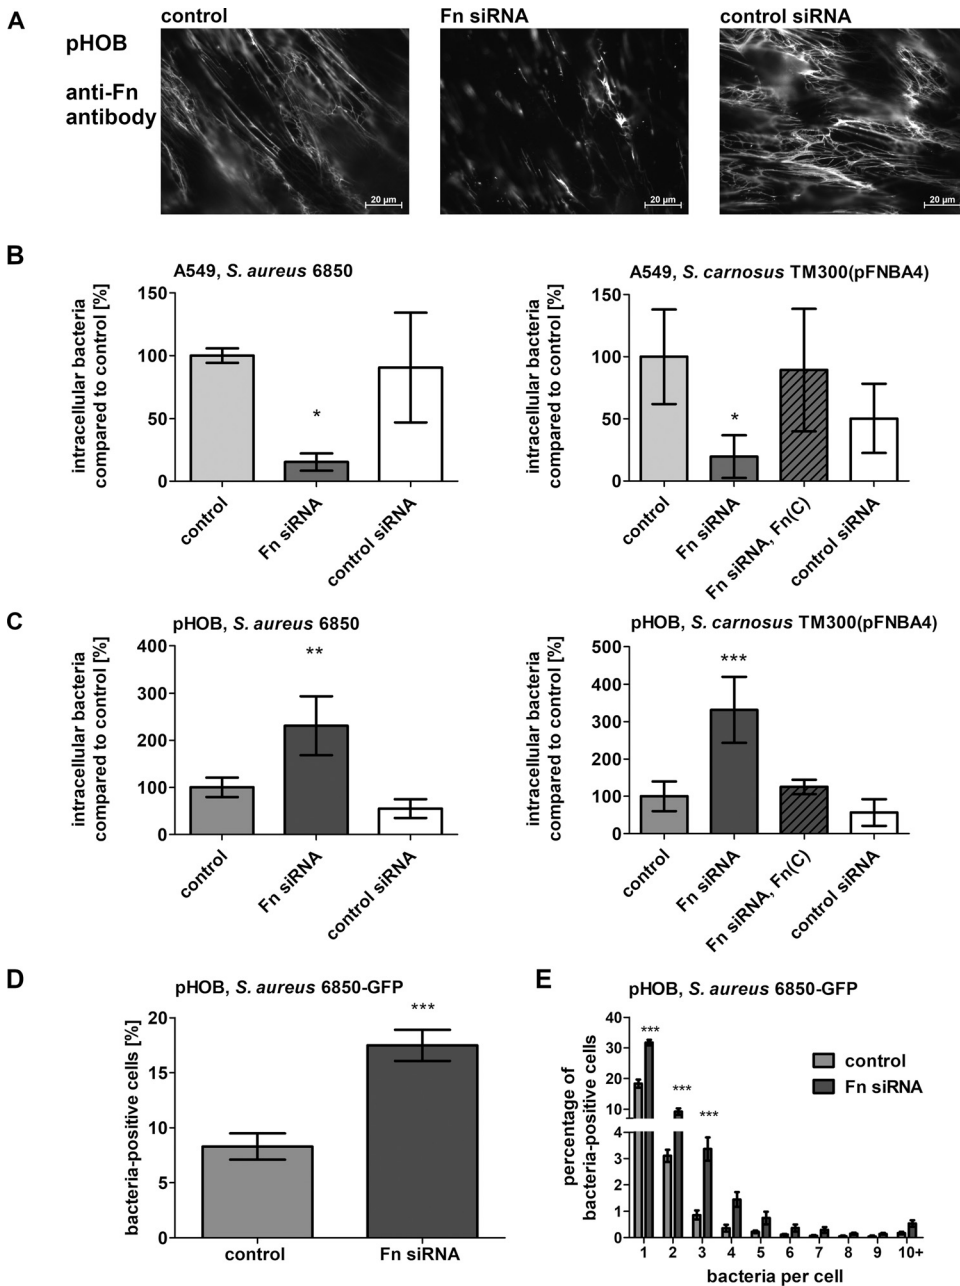 A
control
Fn siRNA
control siRNA
pHOB
anti-Fn
antibody
20 µm
20 µm
20 µm
B
A549, S. aureus 6850
intracellular bacteria
compared to control [%]
150
100
50
0
*
control
Fn siRNA
control siRNA
A549, S. carnosus TM300(pFNBA4)
intracellular bacteria
compared to control [%]
150
100
50
0
*
control
Fn siRNA
Fn siRNA, Fn(C)
control siRNA
C
pHOB, S. aureus 6850
intracellular bacteria
compared to control [%]
400
300
200
100
0
**
control
Fn siRNA
control siRNA
pHOB, S. carnosus TM300(pFNBA4)
intracellular bacteria
compared to control [%]
500
400
300
200
100
0
***
control
Fn siRNA
Fn siRNA, Fn(C)
control siRNA
D
pHOB, S. aureus 6850-GFP
bacteria-positive cells [%]
20
15
10
5
0
***
control
Fn siRNA
E
pHOB, S. aureus 6850-GFP
percentage of
bacteria-positive cells
40
30
20
10
4
3
2
1
0
***
***
***
control
Fn siRNA
1 2 3 4 5 6 7 8 9 10+
bacteria per cell